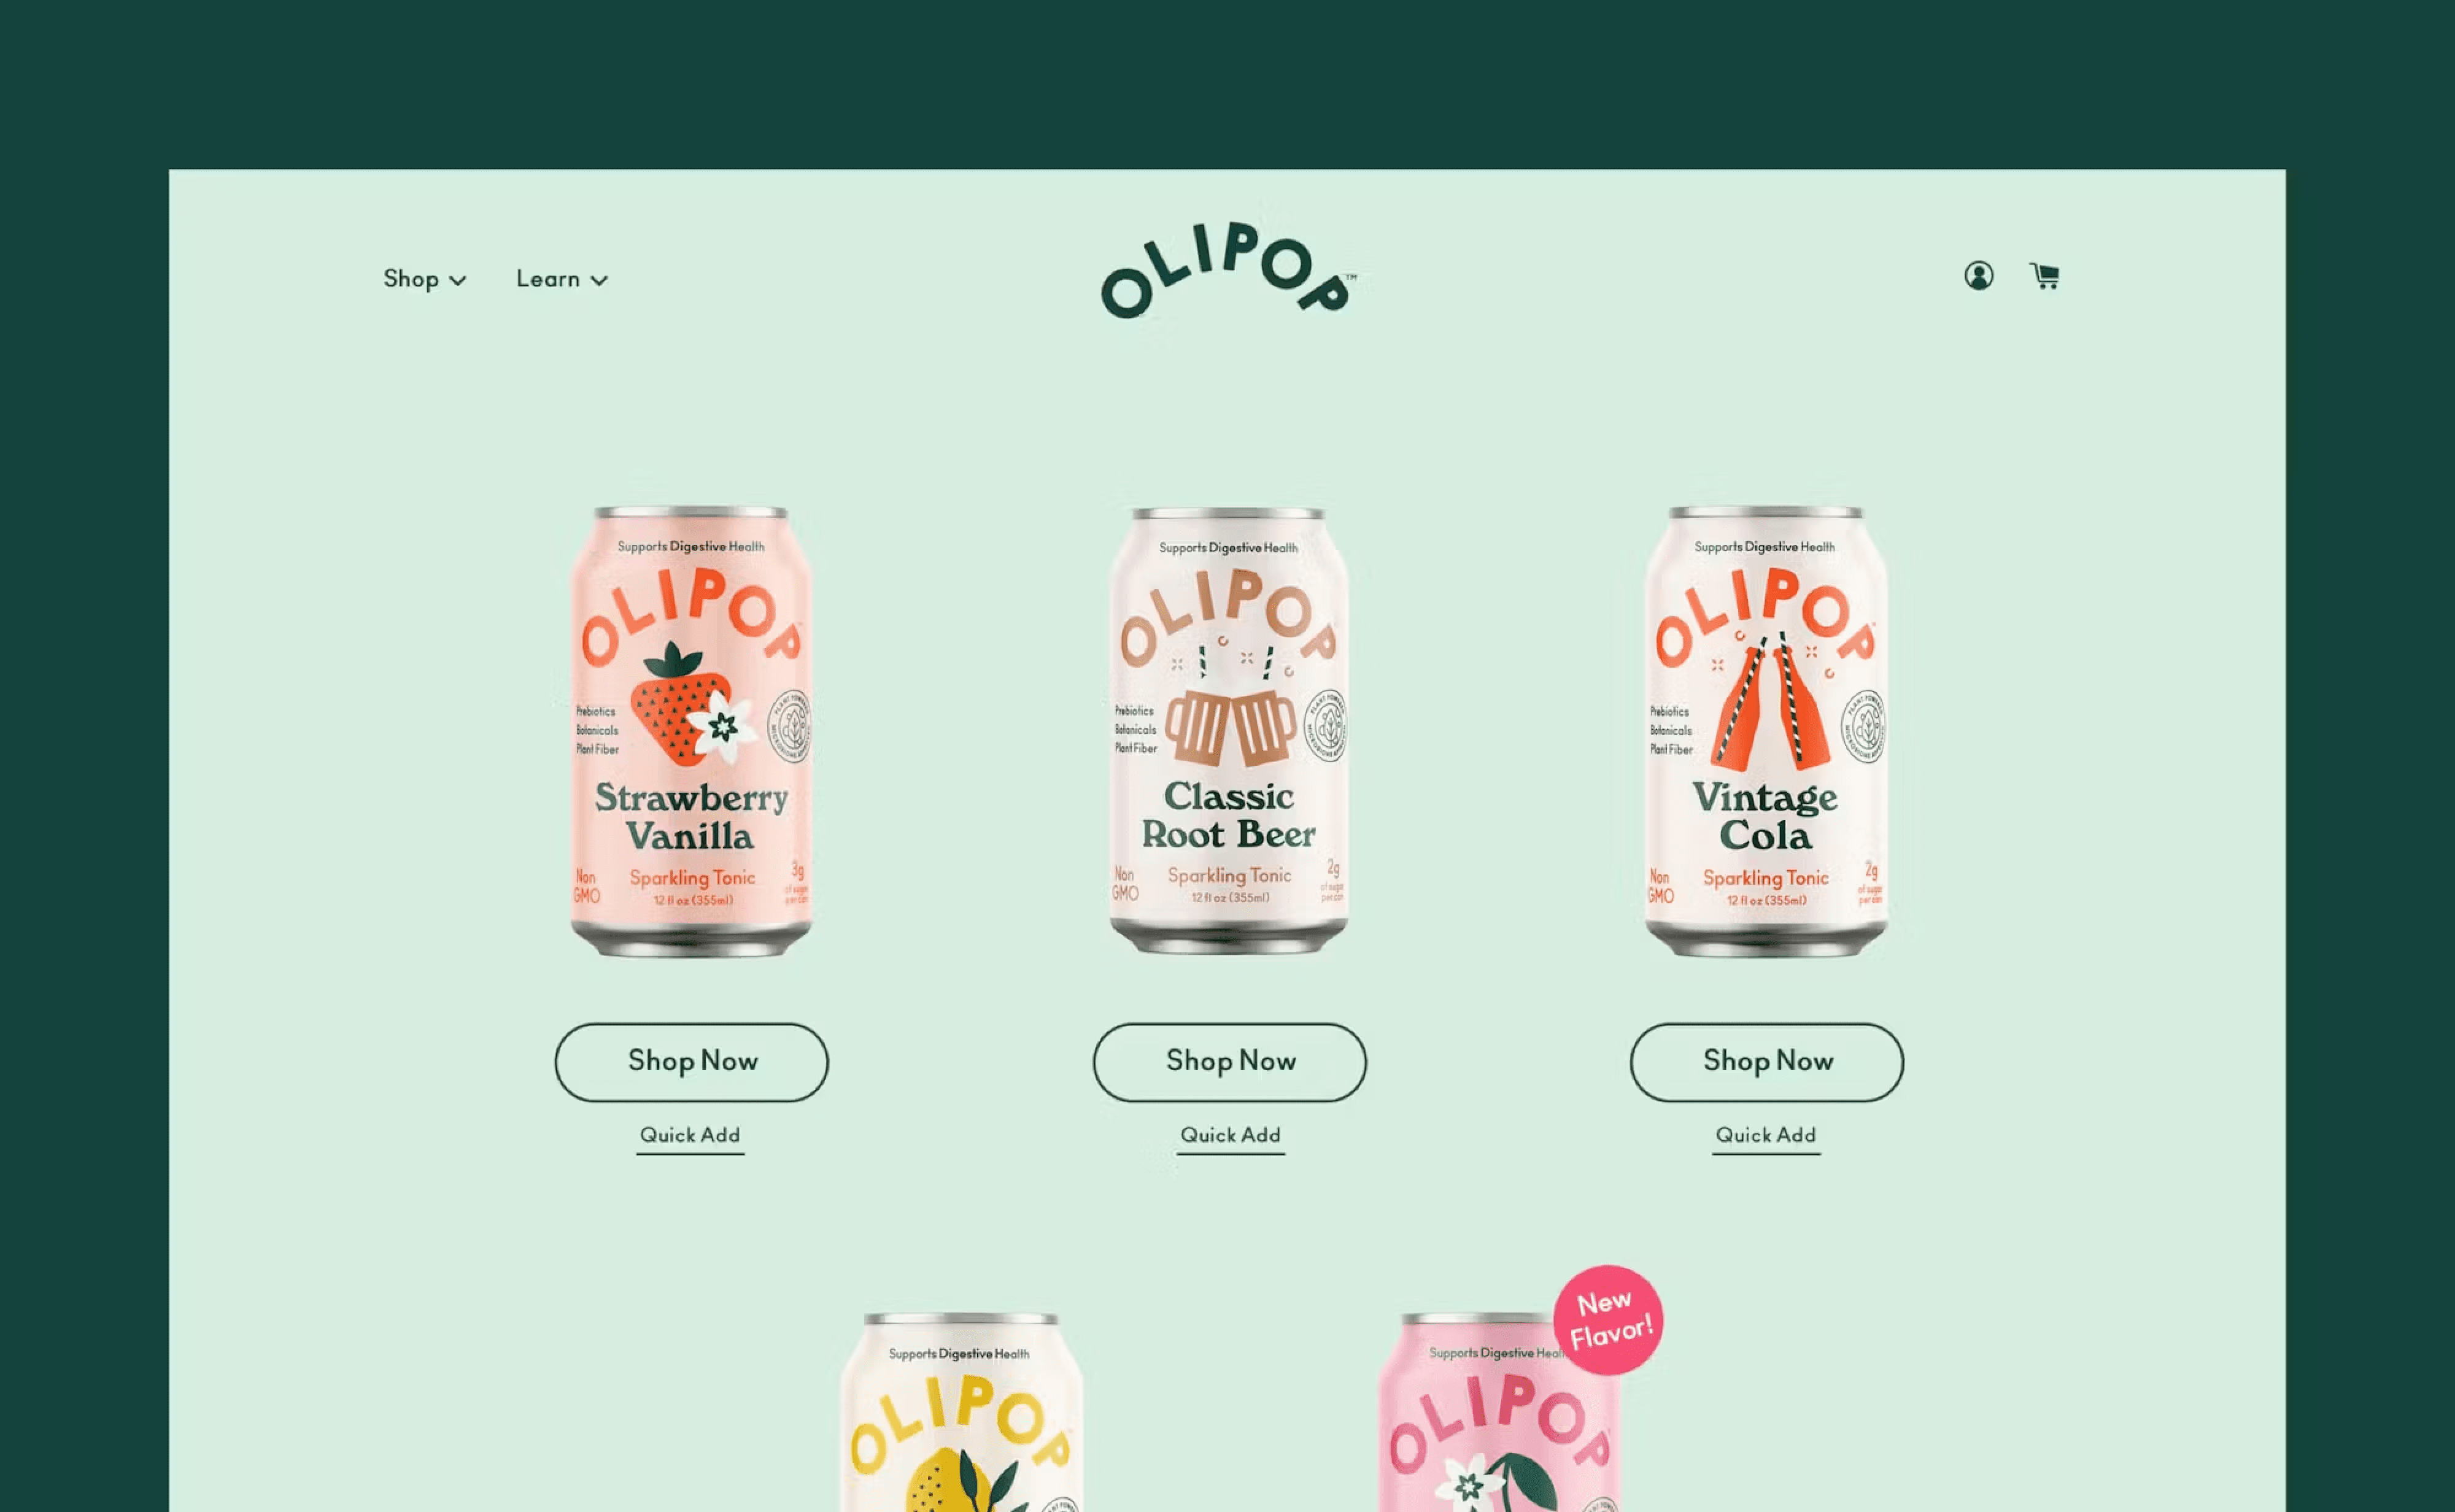 Shop
Learn
OLIPOP™
Supports Digestive Health
OLIPOP
Prebiotics
Botanicals
Plant Fiber
Strawberry
Vanilla
Non
GMO
Sparkling Tonic
12 fl oz (355ml)
3g
of sugar
per can
Supports Digestive Health
OLIPOP
Prebiotics
Botanicals
Plant Fiber
Classic
Root Beer
Non
GMO
Sparkling Tonic
12 fl oz (355ml)
2g
of sugar
per can
Supports Digestive Health
OLIPOP
Prebiotics
Botanicals
Plant Fiber
Vintage
Cola
Non
GMO
Sparkling Tonic
12 fl oz (355ml)
2g
of sugar
per can
Shop Now
Shop Now
Shop Now
Quick Add
Quick Add
Quick Add
Supports Digestive Health
OLIPOP
New
Flavor!
Supports Digestive
OLIPOP